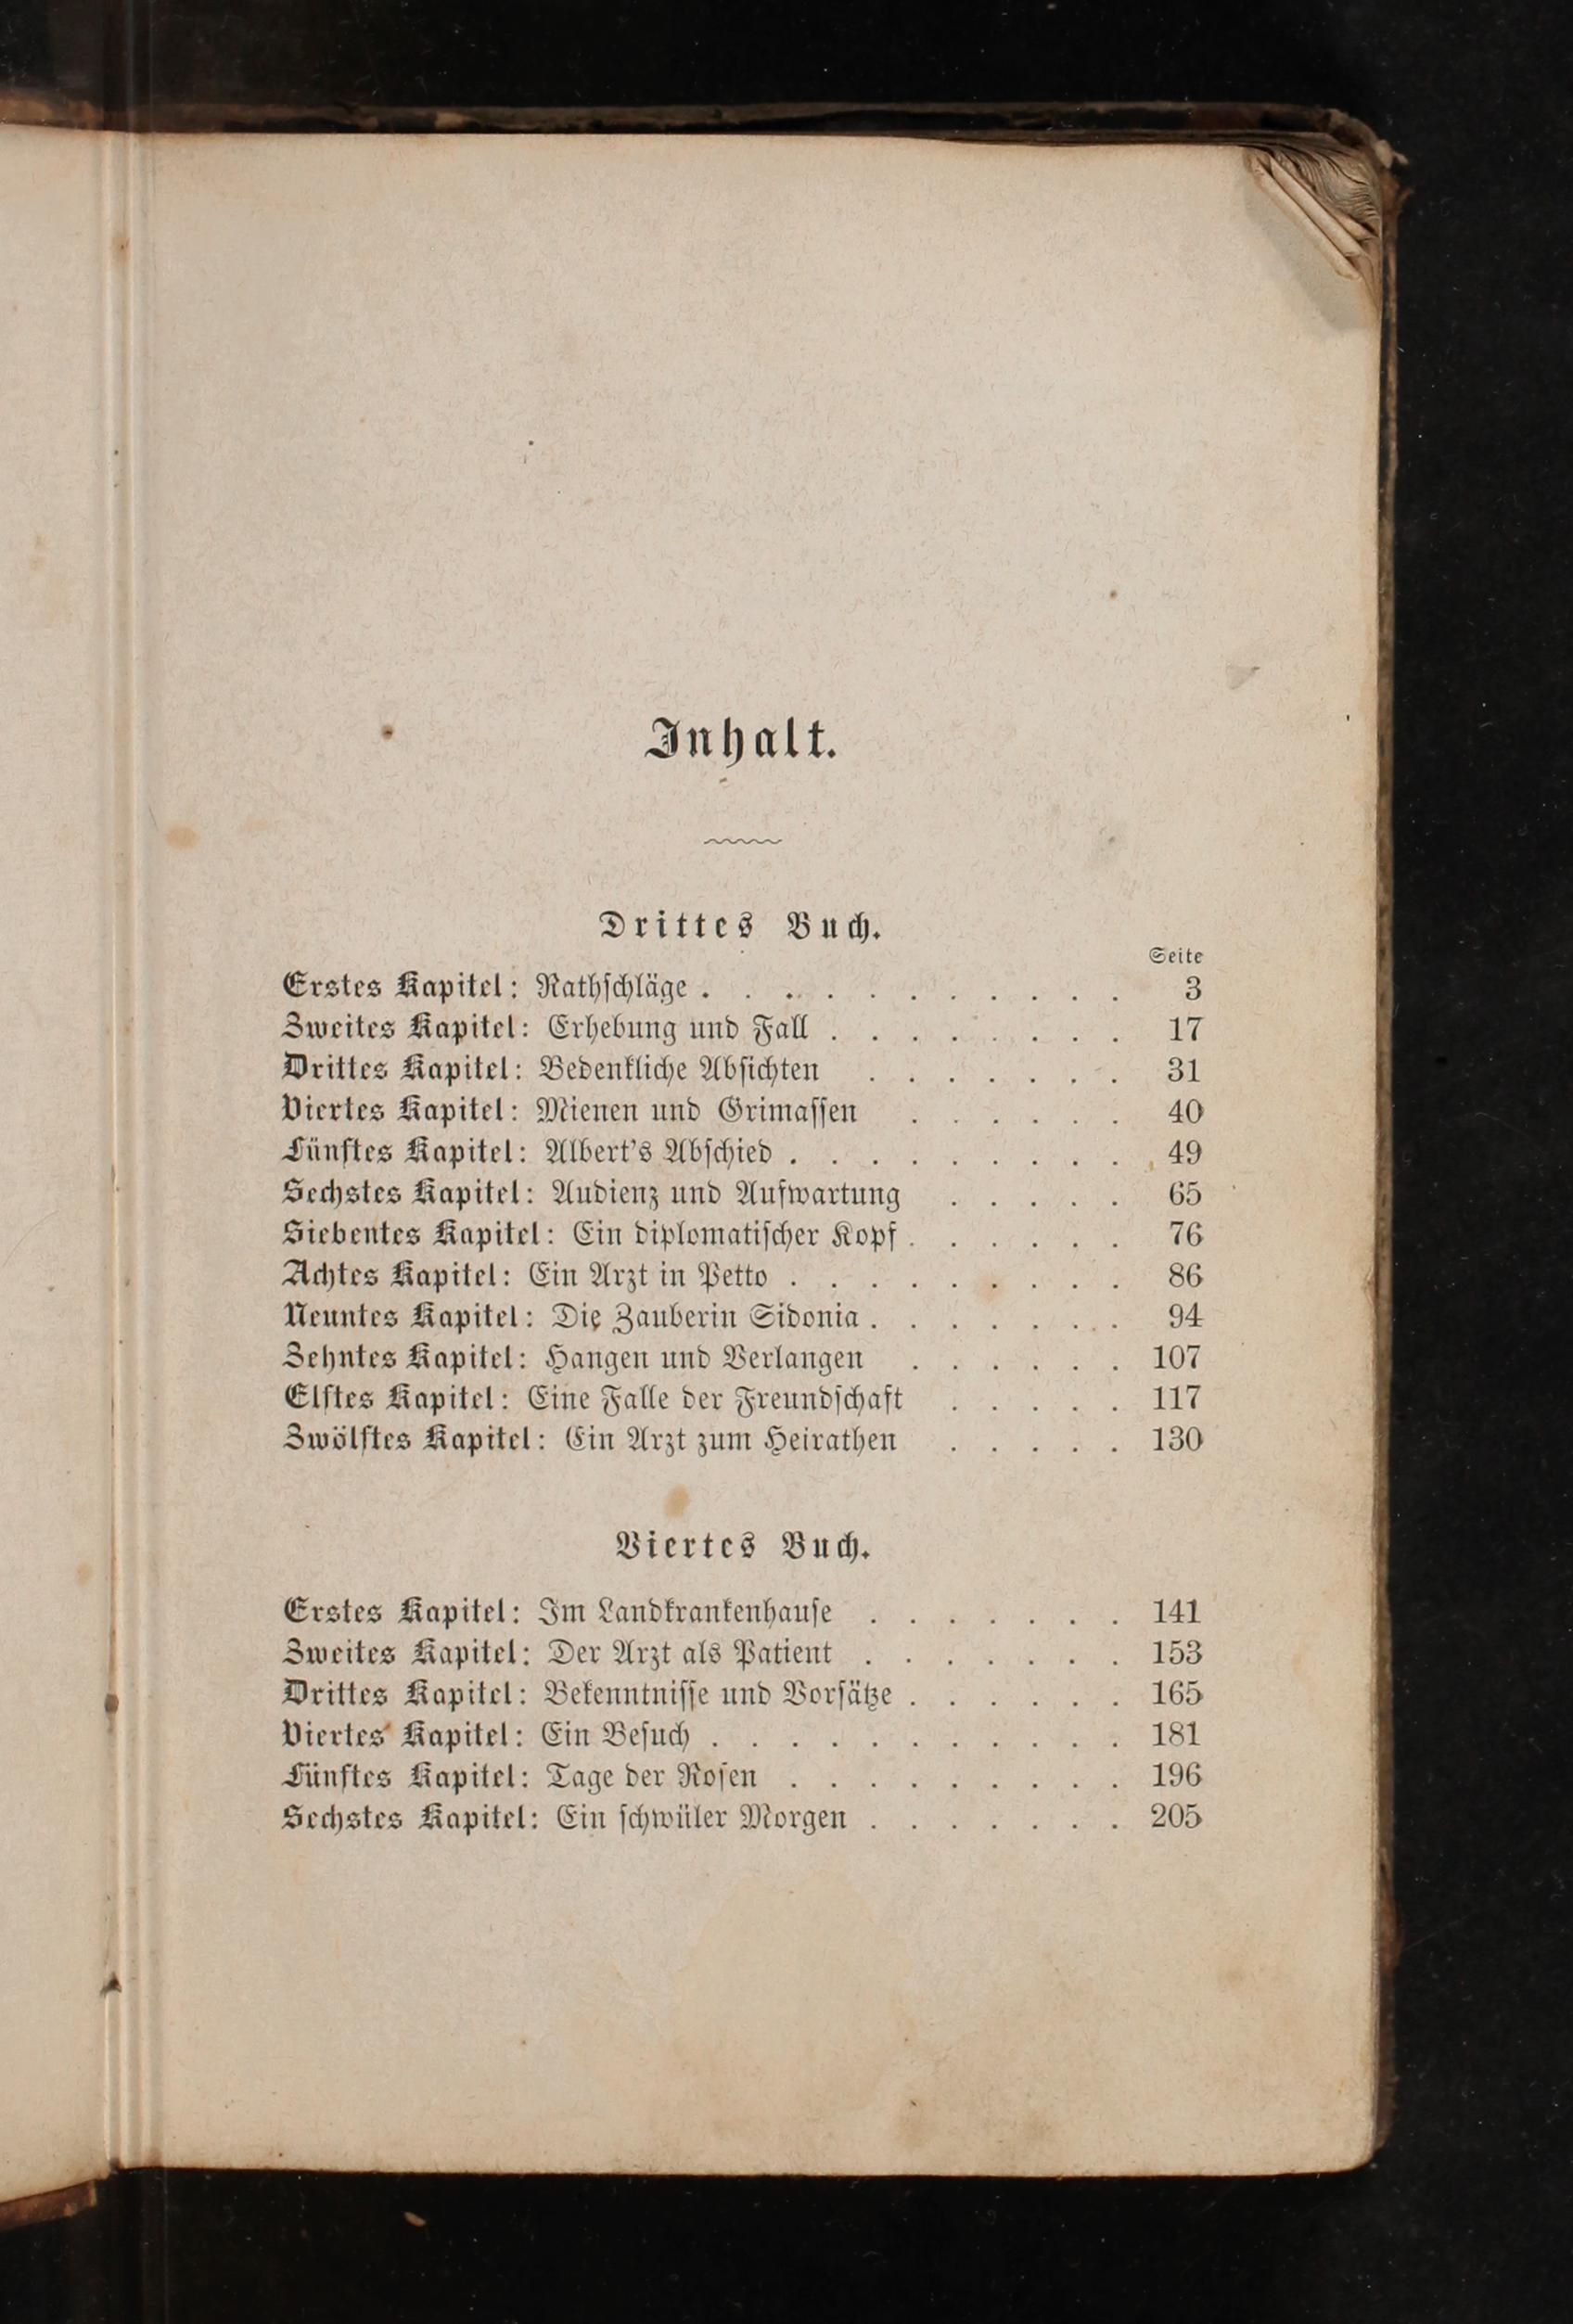 Inhalt.
Drittes Buch.
Seite
Erstes Kapitel: Rathschläge . . . . . . . . . . . 3
Zweites Kapitel: Erhebung und Fall . . . . . . . . 17
Drittes Kapitel: Bedenkliche Absichten . . . . . . . 31
Viertes Kapitel: Mienen und Grimassen . . . . . . 40
Fünftes Kapitel: Albert's Abschied . . . . . . . . . 49
Sechstes Kapitel: Audienz und Aufwartung . . . . . 65
Siebentes Kapitel: Ein diplomatischer Kopf . . . . . . 76
Achtes Kapitel: Ein Arzt in Petto . . . . . . . . . 86
Neuntes Kapitel: Die Zauberin Sidonia . . . . . . . 94
Zehntes Kapitel: Hangen und Verlangen . . . . . . 107
Elftes Kapitel: Eine Falle der Freundschaft . . . . . 117
Zwölftes Kapitel: Ein Arzt zum Heirathen . . . . . 130
Viertes Buch.
Erstes Kapitel: Im Landkrankenhause . . . . . . . 141
Zweites Kapitel: Der Arzt als Patient . . . . . . . 153
Drittes Kapitel: Bekenntnisse und Vorsätze . . . . . . 165
Viertes Kapitel: Ein Besuch . . . . . . . . . . . 181
Fünftes Kapitel: Tage der Rosen . . . . . . . . . 196
Sechstes Kapitel: Ein schwüler Morgen . . . . . . . 205